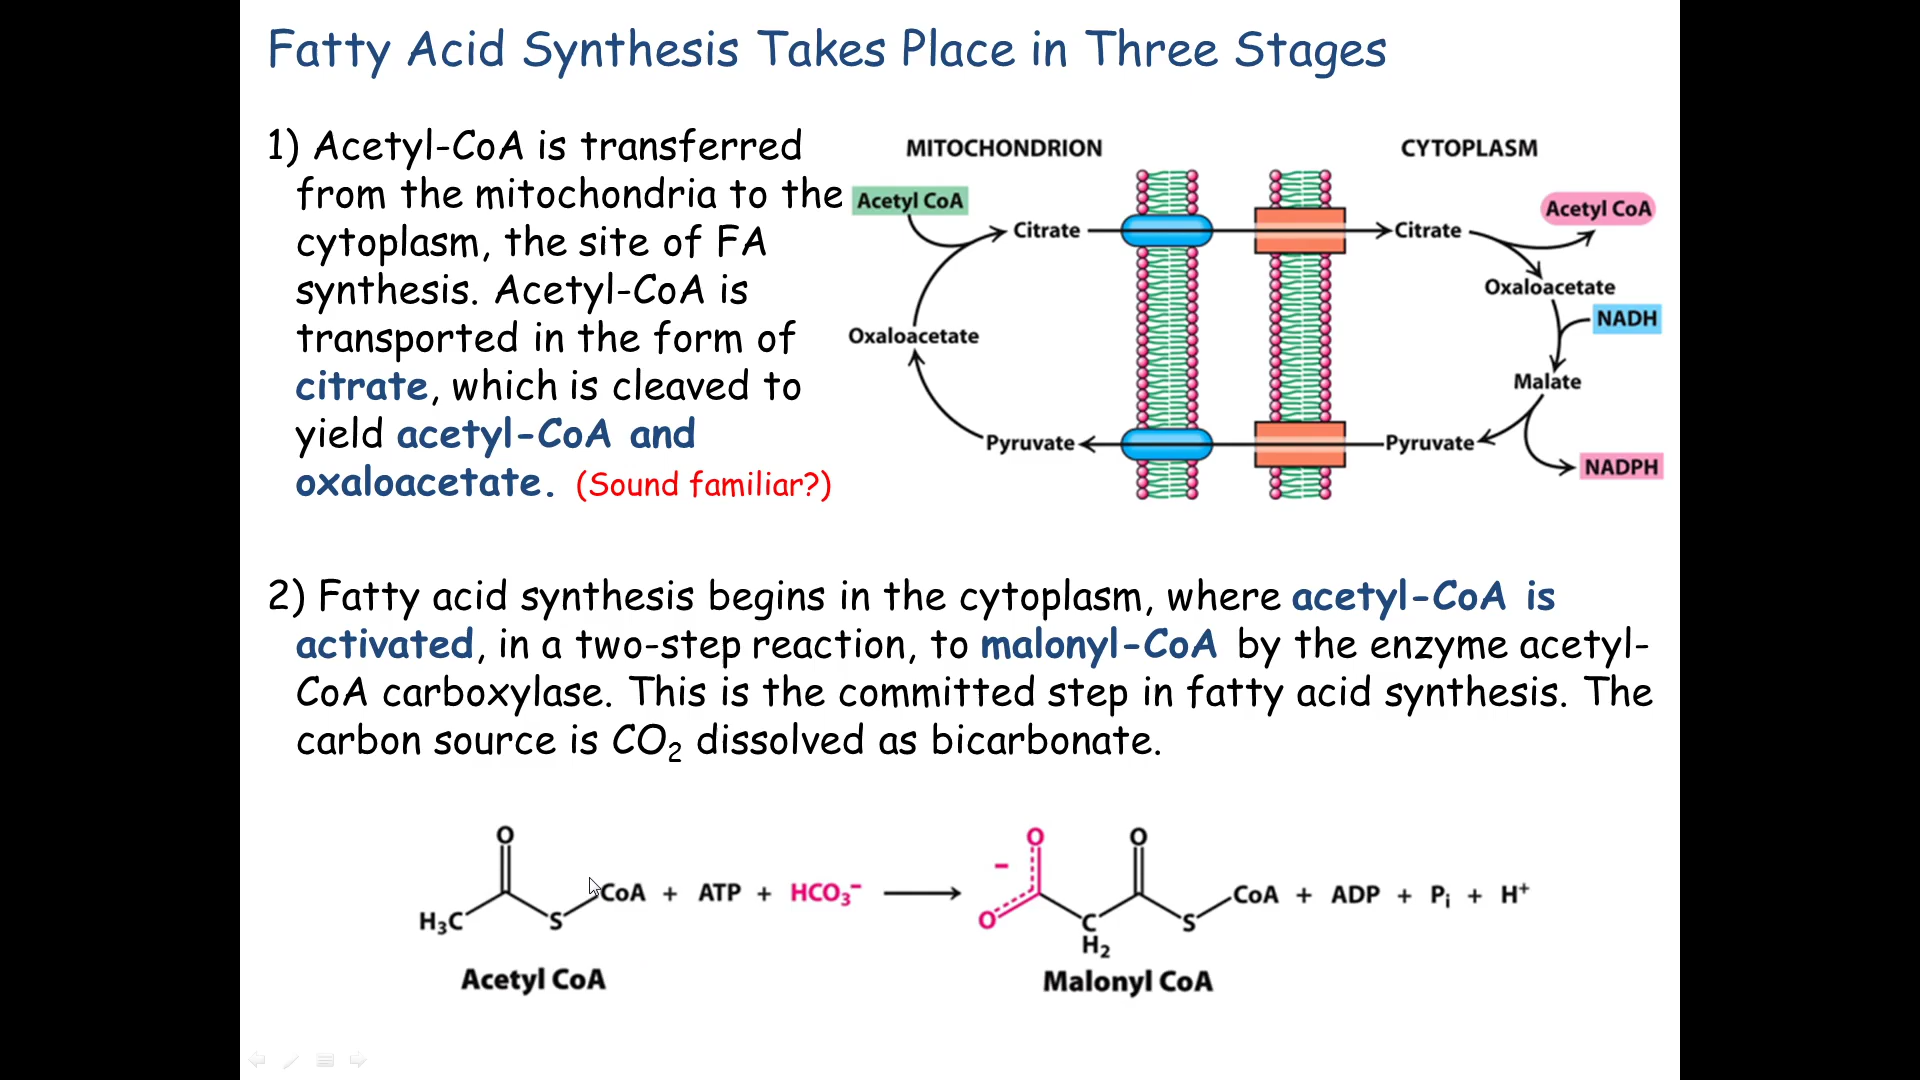 Fatty Acid Synthesis Takes Place in Three Stages
1) Acetyl-CoA is transferred
from the mitochondria to the
cytoplasm, the site of FA
synthesis. Acetyl-CoA is
transported in the form of
citrate, which is cleaved to
yield acetyl-CoA and
oxaloacetate. (Sound familiar?)
MITOCHONDRION
CYTOPLASM
Acetyl CoA
Acetyl CoA
Citrate
Citrate
Oxaloacetate
NADH
Oxaloacetate
Malate
Pyruvate
Pyruvate
NADPH
2) Fatty acid synthesis begins in the cytoplasm, where acetyl-CoA is
activated, in a two-step reaction, to malonyl-CoA by the enzyme acetyl-
CoA carboxylase. This is the committed step in fatty acid synthesis. The
carbon source is CO₂ dissolved as bicarbonate.
O
H₃C
S
CoA + ATP + HCO₃⁻
O
−
O
O
C
H₂
S
CoA + ADP + Pᵢ + H⁺
Acetyl CoA
Malonyl CoA